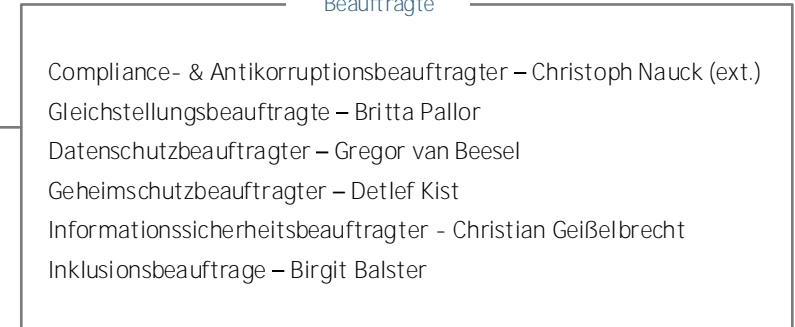 Beauftragte
Compliance- & Antikorruptionsbeauftragter – Christoph Nauck (ext.)
Gleichstellungsbeauftragte – Britta Pallor
Datenschutzbeauftragter – Gregor van Beesel
Geheimschutzbeauftragter – Detlef Kist
Informationssicherheitsbeauftragter - Christian Geißelbrecht
Inklusionsbeauftrage – Birgit Balster